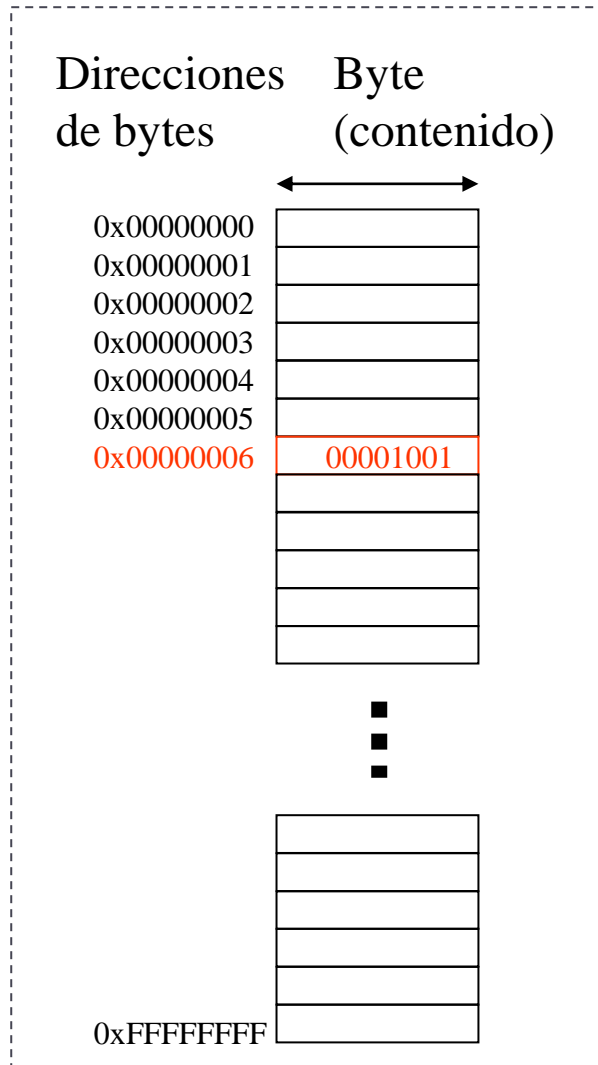 Direcciones Byte
de bytes (contenido)
0x00000000
0x00000001
0x00000002
0x00000003
0x00000004
0x00000005
0x00000006 00001001
0xFFFFFFFF